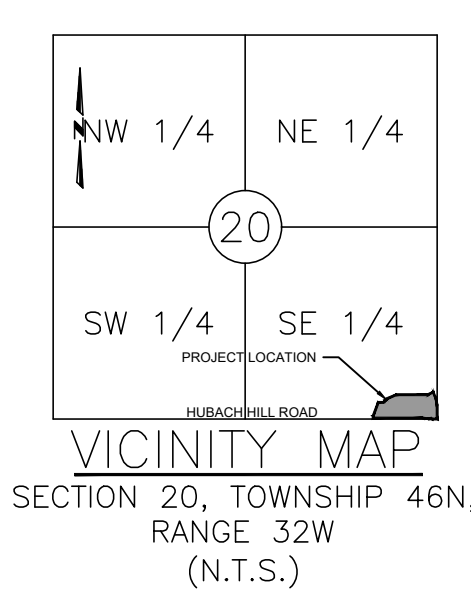 N
NW 1/4 NE 1/4
20
SW 1/4 SE 1/4
PROJECT LOCATION
HUBACH HILL ROAD
VICINITY MAP
SECTION 20, TOWNSHIP 46N,
RANGE 32W
(N.T.S.)